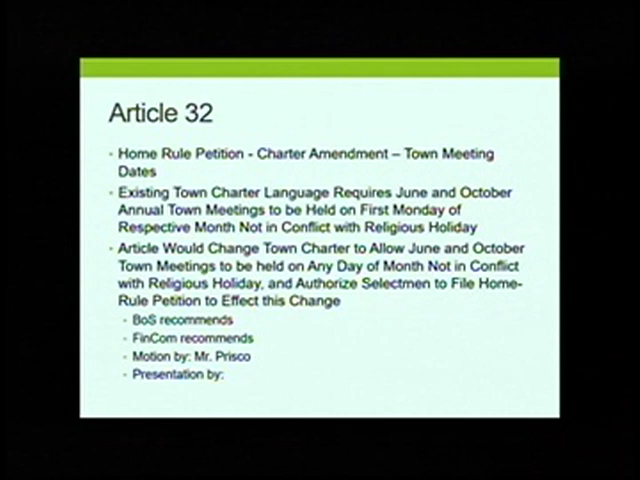 Article 32
- Home Rule Petition - Charter Amendment – Town Meeting
Dates
- Existing Town Charter Language Requires June and October
Annual Town Meetings to be Held on First Monday of
Respective Month Not in Conflict with Religious Holiday
- Article Would Change Town Charter to Allow June and October
Town Meetings to be held on Any Day of Month Not in Conflict
with Religious Holiday, and Authorize Selectmen to File Home-
Rule Petition to Effect this Change
- BoS recommends
- FinCom recommends
- Motion by: Mr. Prisco
- Presentation by: